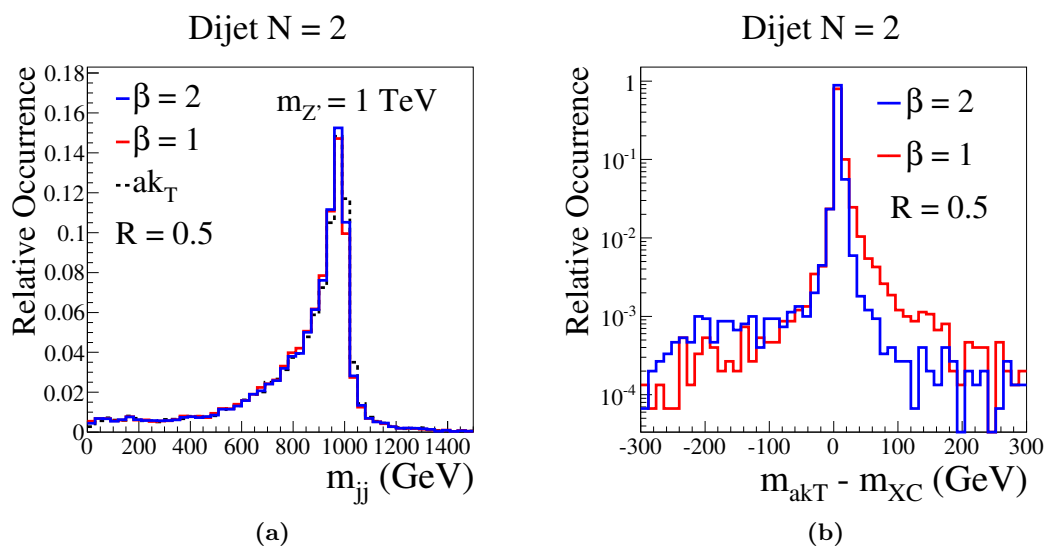 Dijet N = 2
Relative Occurrence
0.18
0.16
0.14
0.12
0.1
0.08
0.06
0.04
0.02
0
β = 2
β = 1
ak_T
R = 0.5
m_Z' = 1 TeV
0 200 400 600 800 1000 1200 1400
m_jj (GeV)
(a)
Dijet N = 2
Relative Occurrence
1
10^-1
10^-2
10^-3
10^-4
β = 2
β = 1
R = 0.5
-300 -200 -100 0 100 200 300
m_akT - m_XC (GeV)
(b)